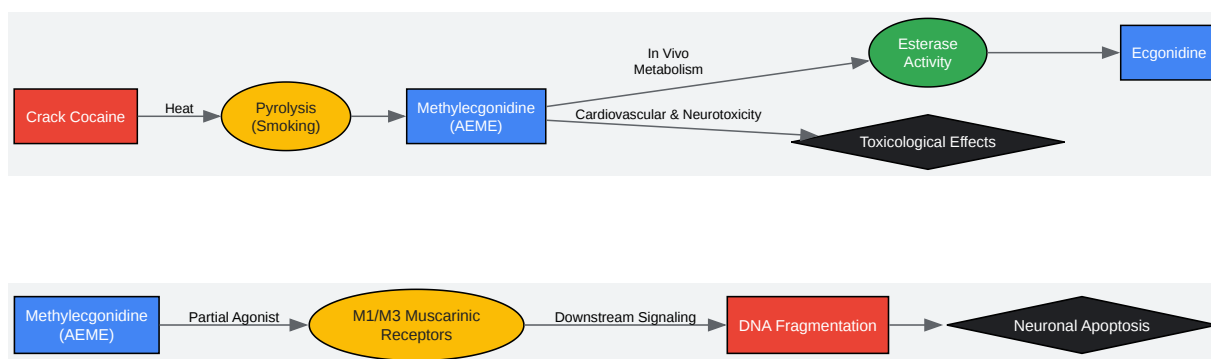 Crack Cocaine
Heat
Pyrolysis
(Smoking)
Methylecgonidine
(AEME)
In Vivo
Metabolism
Cardiovascular & Neurotoxicity
Esterase
Activity
Ecgonidine
Toxicological Effects
Methylecgonidine
(AEME)
Partial Agonist
M1/M3 Muscarinic
Receptors
Downstream Signaling
DNA Fragmentation
Neuronal Apoptosis